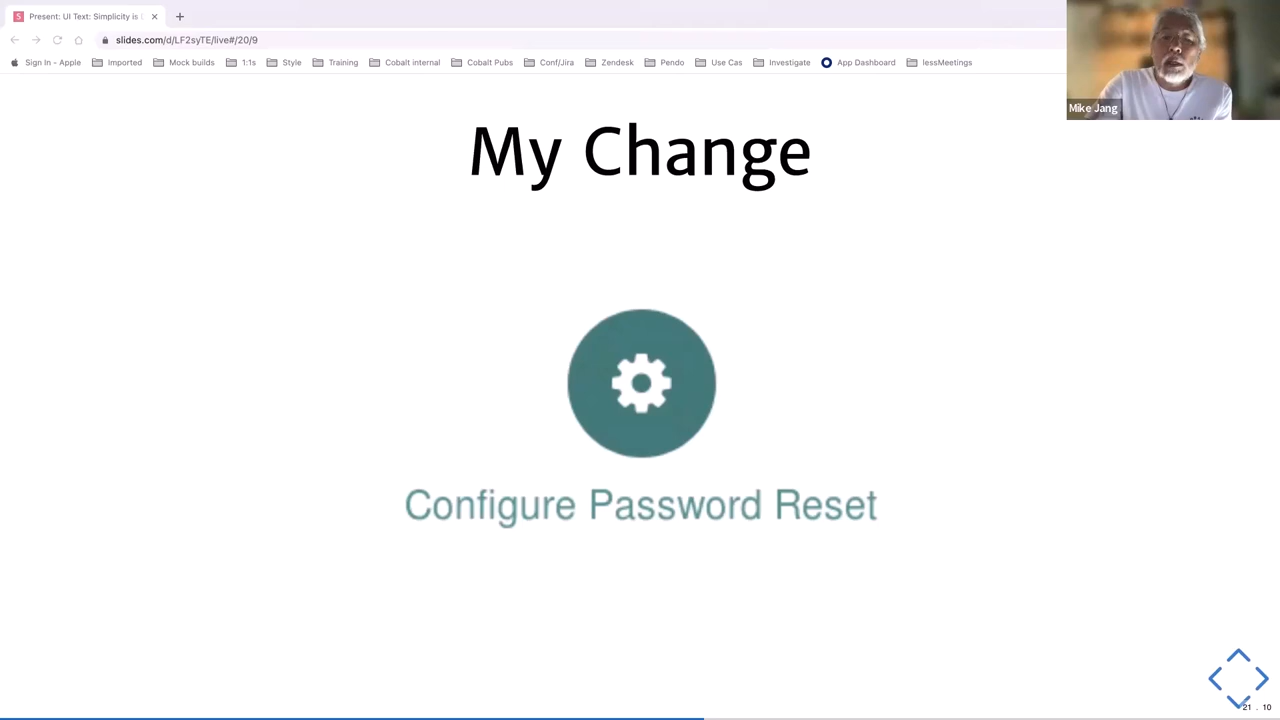 S Present: UI Text: Simplicity is
slides.com/d/LF2syTE/live#/20/9
Sign In - Apple Imported Mock builds 1:1s Style Training Cobalt internal Cobalt Pubs Conf/Jira Zendesk Pendo Use Cas Investigate App Dashboard lessMeetings
Mike Jang
My Change
Configure Password Reset
21 . 10